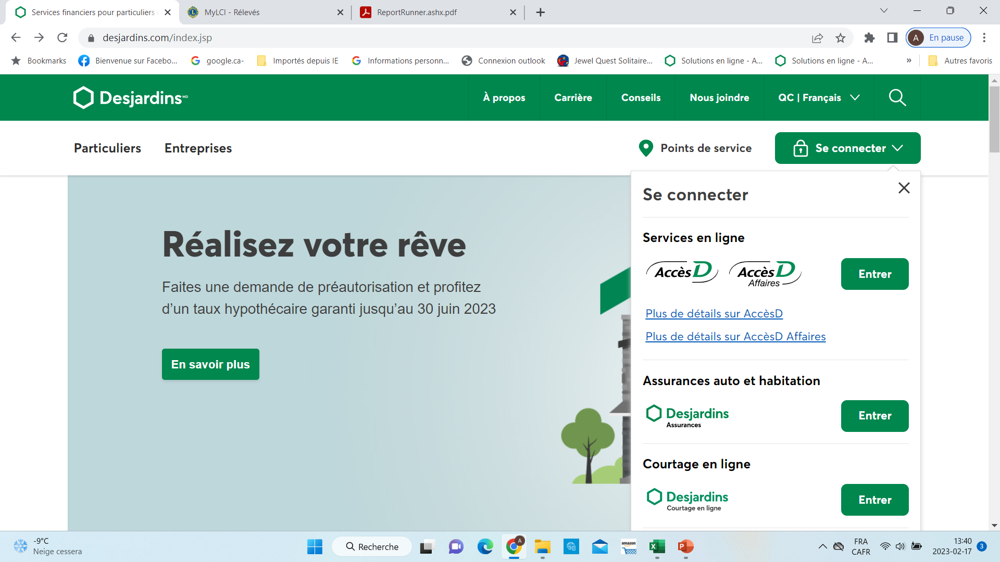 Services financiers pour particuliers
MyLCI - Rélevés
ReportRunner.ashx.pdf
desjardins.com/index.jsp
A
En pause
Bookmarks
Bienvenue sur Facebo...
google.ca-
Importés depuis IE
Informations personn...
Connexion outlook
Jewel Quest Solitaire...
Solutions en ligne - A...
Solutions en ligne - A...
»
Autres favoris
Desjardins MD
À propos
Carrière
Conseils
Nous joindre
QC | Français
Particuliers
Entreprises
Points de service
Se connecter
Réalisez votre rêve
Faites une demande de préautorisation et profitez
d’un taux hypothécaire garanti jusqu’au 30 juin 2023
En savoir plus
Se connecter
Services en ligne
AccèsD
AccèsD
Affaires
Entrer
Plus de détails sur AccèsD
Plus de détails sur AccèsD Affaires
Assurances auto et habitation
Desjardins
Assurances
Entrer
Courtage en ligne
Desjardins
Courtage en ligne
Entrer
-9°C
Neige cessera
Recherche
A
amazon
FRA
CAFR
13:40
2023-02-17
3